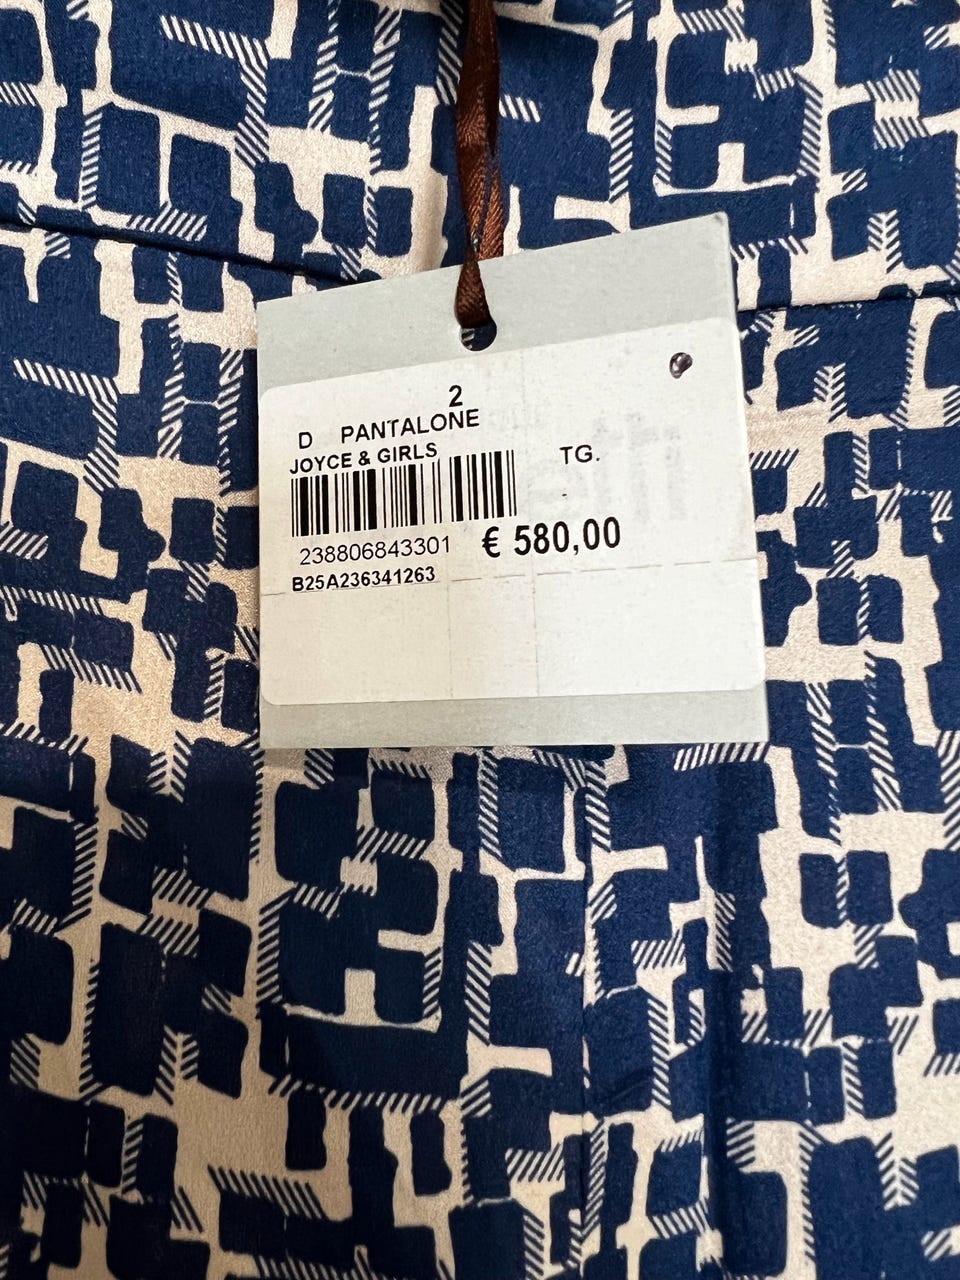 2
D PANTALONE
JOYCE & GIRLS
TG.
238806843301 € 580,00
B25A236341263